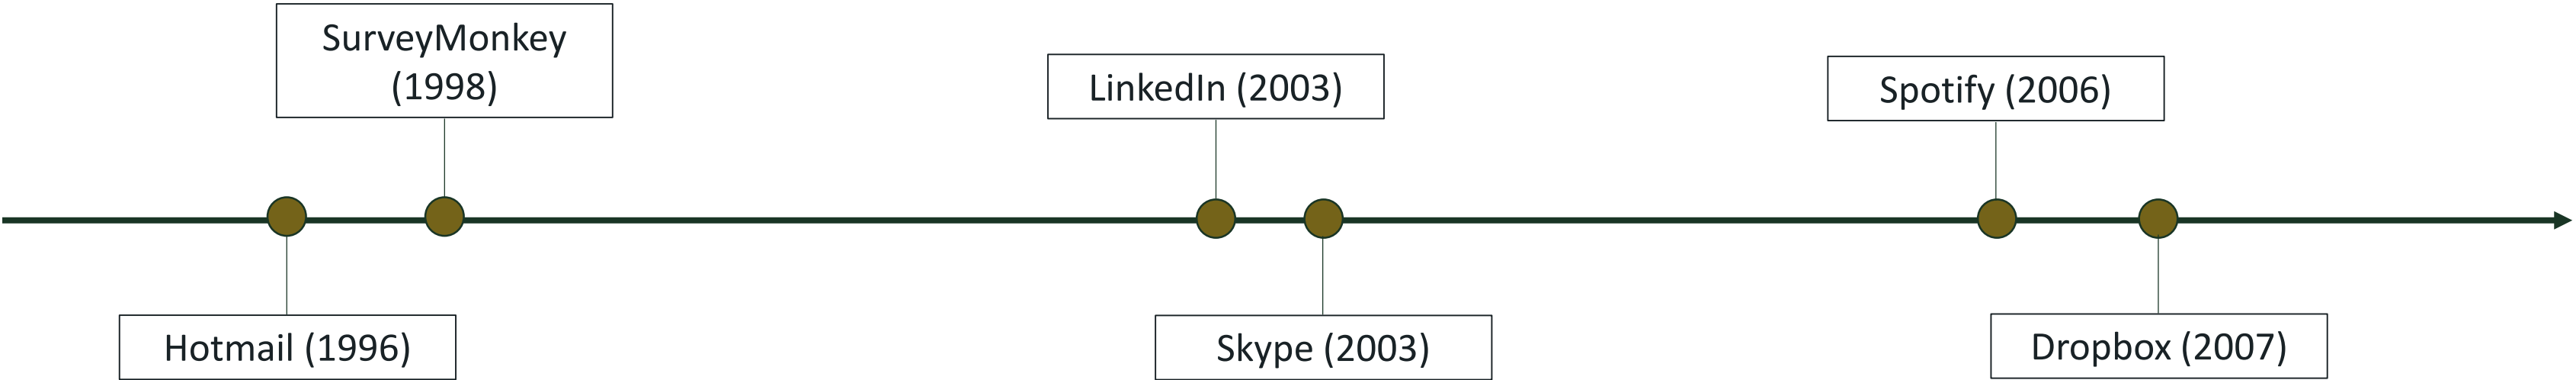 SurveyMonkey
(1998)
LinkedIn (2003)
Spotify (2006)
Hotmail (1996)
Skype (2003)
Dropbox (2007)